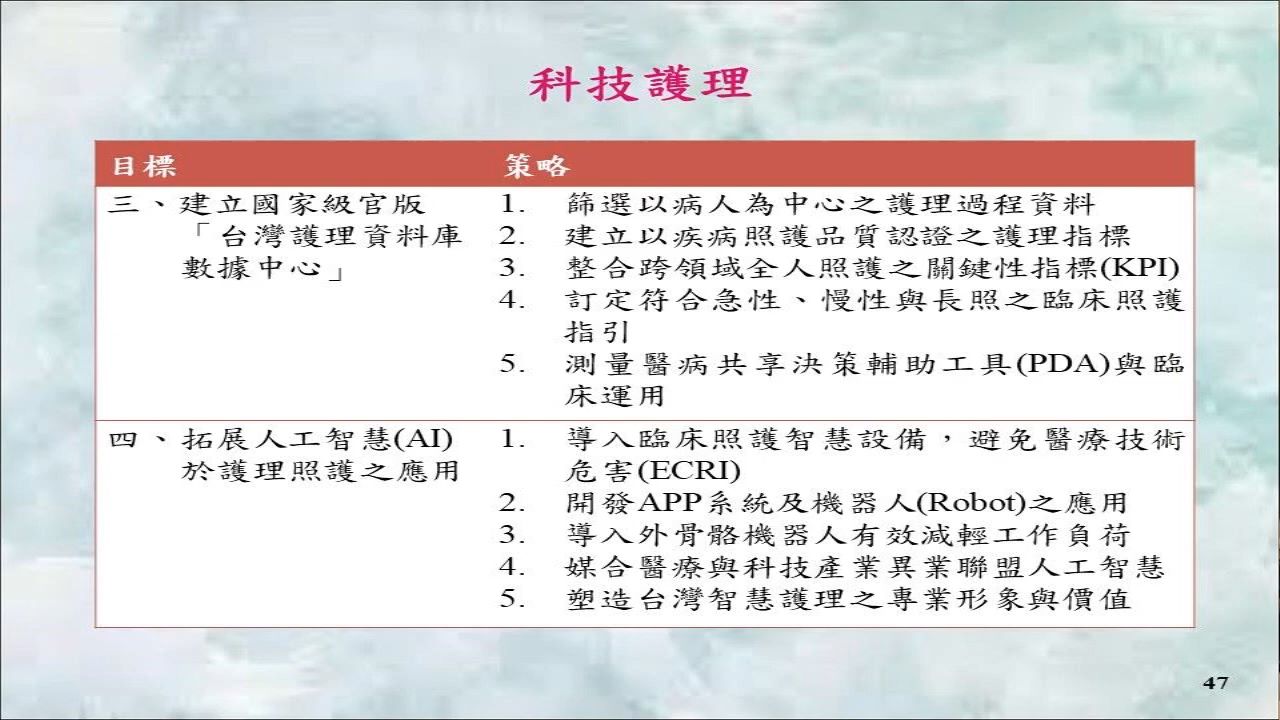 科技護理
目標 策略
三、建立國家級官版
「台灣護理資料庫
數據中心」
1. 篩選以病人為中心之護理過程資料
2. 建立以疾病照護品質認證之護理指標
3. 整合跨領域全人照護之關鍵性指標(KPI)
4. 訂定符合急性、慢性與長照之臨床照護
指引
5. 測量醫病共享決策輔助工具(PDA)與臨
床運用
四、拓展人工智慧(AI)
於護理照護之應用
1. 導入臨床照護智慧設備，避免醫療技術
危害(ECRI)
2. 開發APP系統及機器人(Robot)之應用
3. 導入外骨骼機器人有效減輕工作負荷
4. 媒合醫療與科技產業異業聯盟人工智慧
5. 塑造台灣智慧護理之專業形象與價值
47